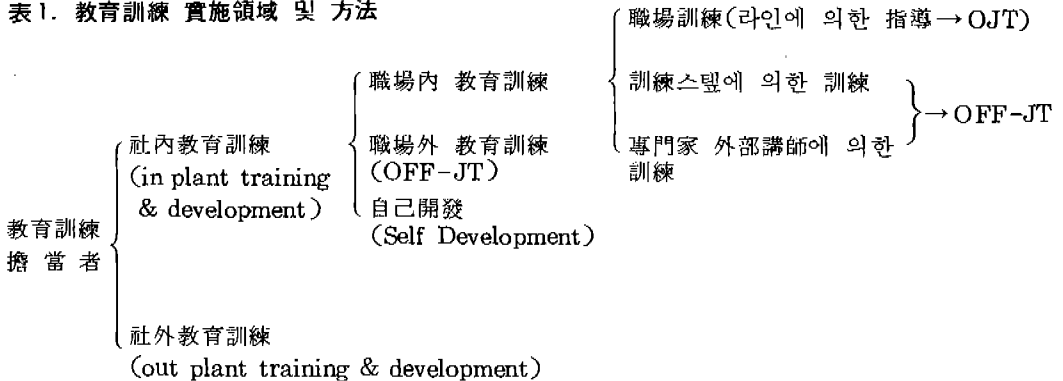 表1. 教育訓練 實施領域 및 方法
職場訓練(라인에 의한 指導→OJT)
職場內 教育訓練
訓練스텝에 의한 訓練
→OFF-JT
社內教育訓練
職場外 教育訓練
專門家 外部講師에 의한
(in plant training
(OFF-JT)
訓練
& development)
自己開發
教育訓練
(Self Development)
擔 當 者
社外教育訓練
(out plant training & development)